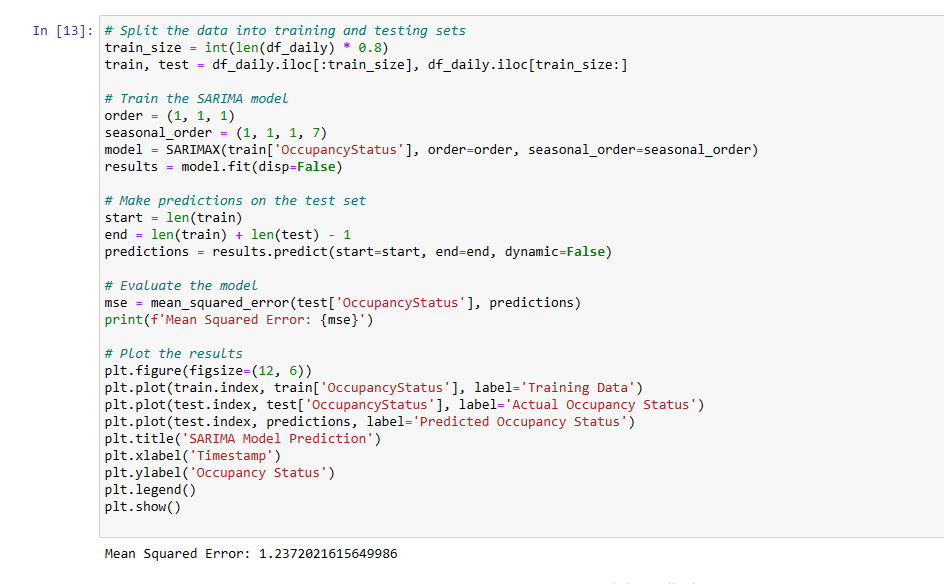 In [13]: # Split the data into training and testing sets
train_size = int(len(df_daily) * 0.8)
train, test = df_daily.iloc[:train_size], df_daily.iloc[train_size:]

# Train the SARIMA model
order = (1, 1, 1)
seasonal_order = (1, 1, 1, 7)
model = SARIMAX(train['OccupancyStatus'], order=order, seasonal_order=seasonal_order)
results = model.fit(disp=False)

# Make predictions on the test set
start = len(train)
end = len(train) + len(test) - 1
predictions = results.predict(start=start, end=end, dynamic=False)

# Evaluate the model
mse = mean_squared_error(test['OccupancyStatus'], predictions)
print(f'Mean Squared Error: {mse}')

# Plot the results
plt.figure(figsize=(12, 6))
plt.plot(train.index, train['OccupancyStatus'], label='Training Data')
plt.plot(test.index, test['OccupancyStatus'], label='Actual Occupancy Status')
plt.plot(test.index, predictions, label='Predicted Occupancy Status')
plt.title('SARIMA Model Prediction')
plt.xlabel('Timestamp')
plt.ylabel('Occupancy Status')
plt.legend()
plt.show()

Mean Squared Error: 1.2372021615649986